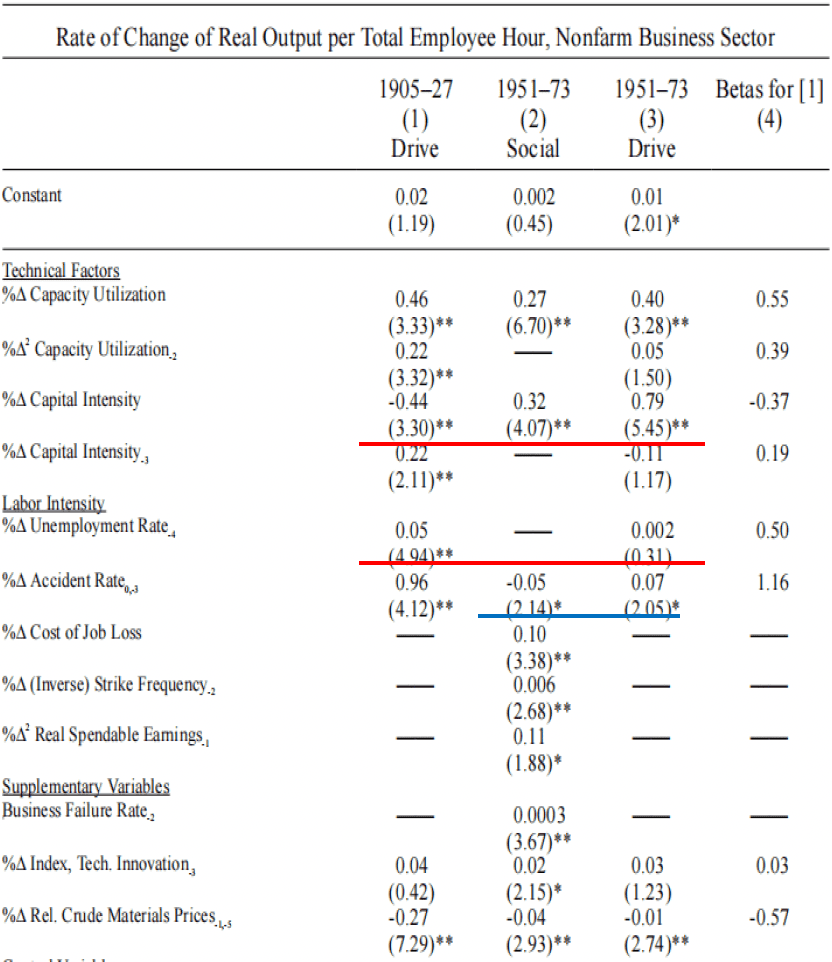 Rate of Change of Real Output per Total Employee Hour, Nonfarm Business Sector
1905–27 1951–73 1951–73 Betas for [1]
(1) (2) (3) (4)
Drive Social Drive
Constant 0.02 0.002 0.01
(1.19) (0.45) (2.01)*
Technical Factors
%Δ Capacity Utilization 0.46 0.27 0.40 0.55
(3.33)** (6.70)** (3.28)**
%Δ² Capacity Utilization₋₂ 0.22 — 0.05 0.39
(3.32)** (1.50)
%Δ Capital Intensity -0.44 0.32 0.79 -0.37
(3.30)** (4.07)** (5.45)**
%Δ Capital Intensity₋₃ 0.22 — -0.11 0.19
(2.11)** (1.17)
Labor Intensity
%Δ Unemployment Rate₋₄ 0.05 — 0.002 0.50
(4.94)** (0.31)
%Δ Accident Rate₀,₋₃ 0.96 -0.05 0.07 1.16
(4.12)** (2.14)* (2.05)*
%Δ Cost of Job Loss — 0.10 — —
(3.38)**
%Δ (Inverse) Strike Frequency₋₂ — 0.006 — —
(2.68)**
%Δ² Real Spendable Earnings₋₁ — 0.11 — —
(1.88)*
Supplementary Variables
Business Failure Rate₋₂ — 0.0003 — —
(3.67)**
%Δ Index, Tech. Innovation₋₃ 0.04 0.02 0.03 0.03
(0.42) (2.15)* (1.23)
%Δ Rel. Crude Materials Prices₋₁,₋₅ -0.27 -0.04 -0.01 -0.57
(7.29)** (2.93)** (2.74)**